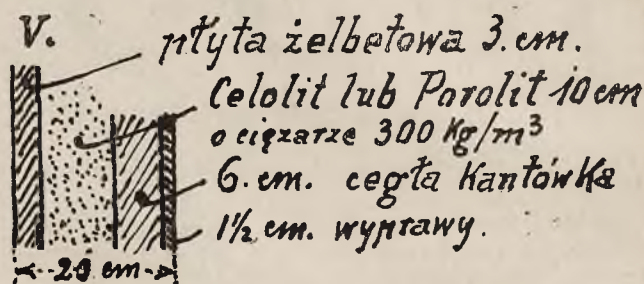 V.
płyta żelbetowa 3. cm.
Celolit lub Porolit 10 cm
o ciężarze 300 Kg/m³
6. cm. cegła Kantówka
1½ cm. wyprawy.
20 cm